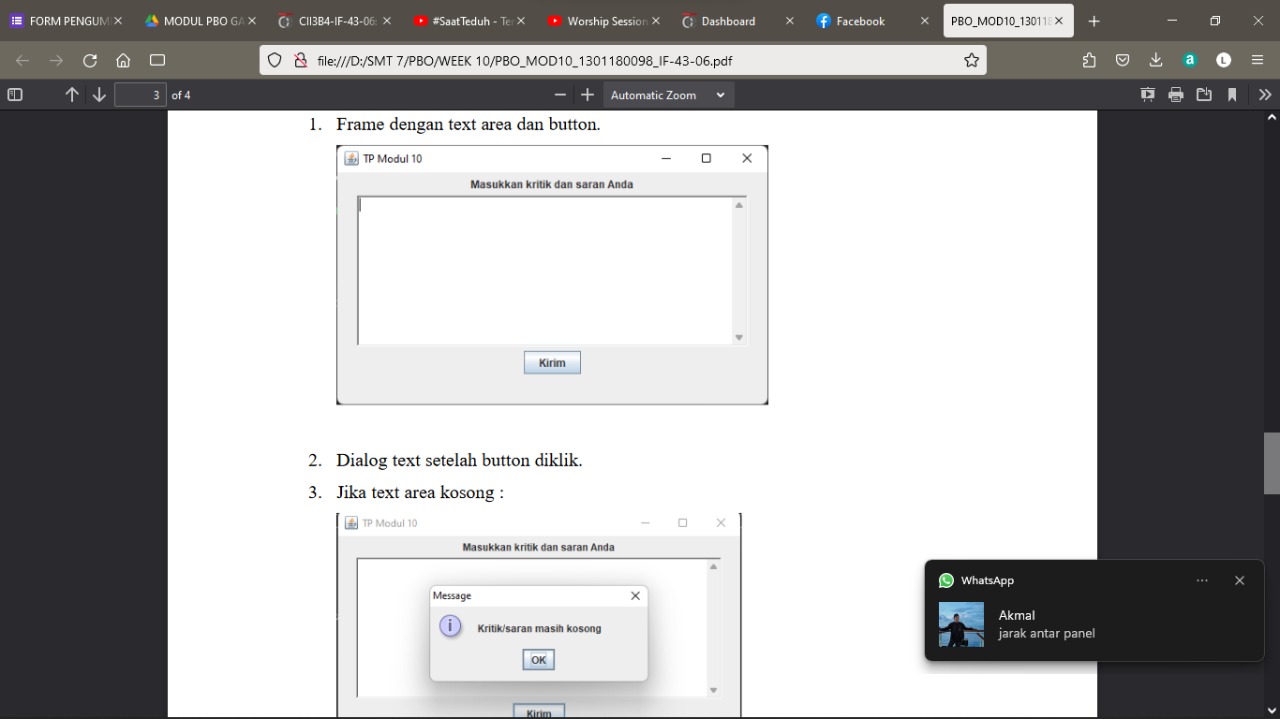 FORM PENGUM
MODUL PBO GA
CII3B4-IF-43-06
#SaatTeduh - Te
Worship Session
Dashboard
Facebook
PBO_MOD10_13011
file:///D:/SMT 7/PBO/WEEK 10/PBO_MOD10_1301180098_IF-43-06.pdf
a
L
3 of 4
Automatic Zoom
1. Frame dengan text area dan button.
TP Modul 10
Masukkan kritik dan saran Anda
Kirim
2. Dialog text setelah button diklik.
3. Jika text area kosong :
TP Modul 10
Masukkan kritik dan saran Anda
Message
Kritik/saran masih kosong
OK
Kirim
WhatsApp
Akmal
jarak antar panel